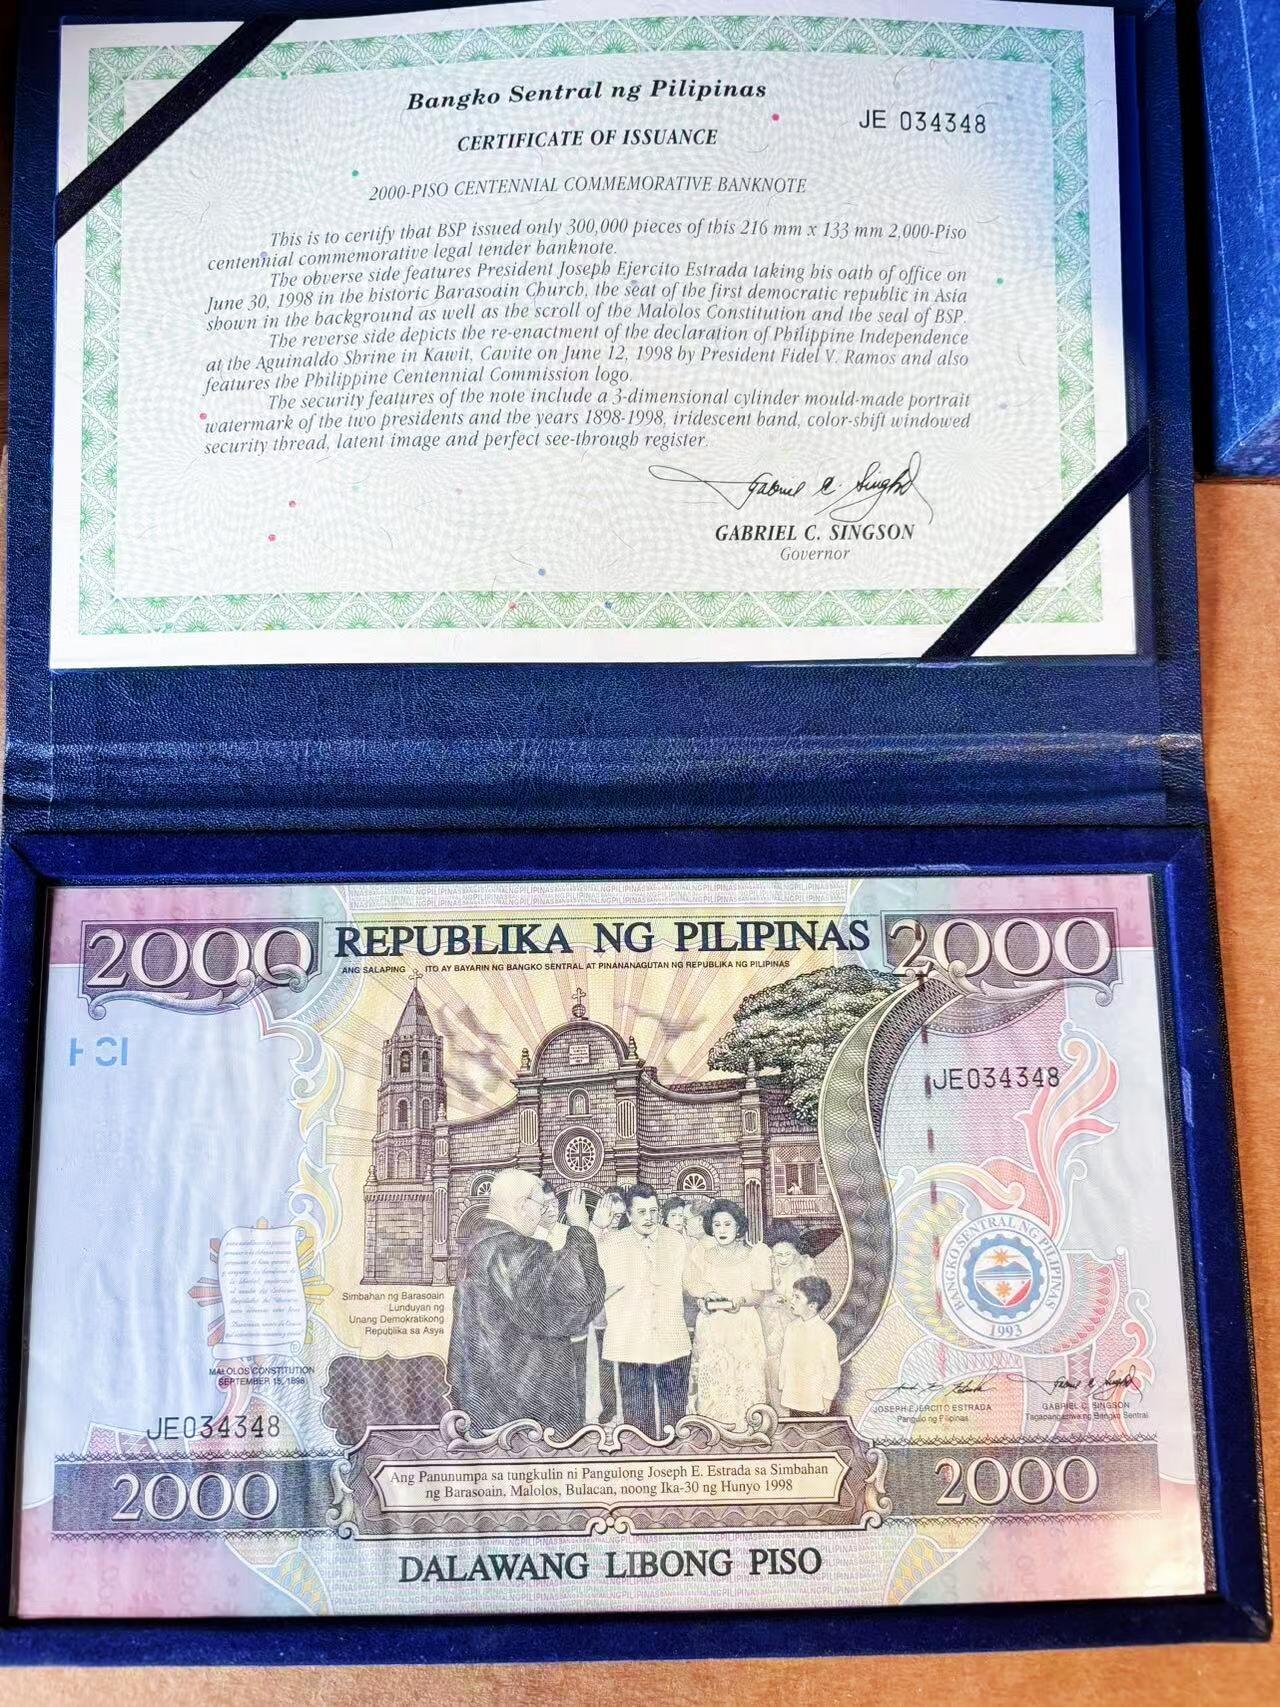 Bangko Sentral ng Pilipinas
JE 034348
CERTIFICATE OF ISSUANCE
2000-PISO CENTENNIAL COMMEMORATIVE BANKNOTE
This is to certify that BSP issued only 300,000 pieces of this 216 mm x 133 mm 2,000-Piso
centennial commemorative legal tender banknote.
The obverse side features President Joseph Ejercito Estrada taking his oath of office on
June 30, 1998 in the historic Barasoain Church, the seat of the first democratic republic in Asia
shown in the background as well as the scroll of the Malolos Constitution and the seal of BSP.
The reverse side depicts the re-enactment of the declaration of Philippine Independence
at the Aguinaldo Shrine in Kawit, Cavite on June 12, 1998 by President Fidel V. Ramos and also
features the Philippine Centennial Commission logo.
The security features of the note include a 3-dimensional cylinder mould-made portrait
watermark of the two presidents and the years 1898-1998, iridescent band, color-shift windowed
security thread, latent image and perfect see-through register.
GABRIEL C. SINGSON
Governor
2000
REPUBLIKA NG PILIPINAS
2000
ANG SALAPING ITO AY BAYARIN NG BANGKO SENTRAL AT PINANANAGUTAN NG REPUBLIKA NG PILIPINAS
JE034348
BANGKO SENTRAL NG PILIPINAS
1993
Simbahan ng Barasoain
Lunduyan ng
Unang Demokratikong
Republika sa Asya
MALOLOS CONSTITUTION
SEPTEMBER 15, 1898
JOSEPH EJERCITO ESTRADA
Pangulo ng Pilipinas
GABRIEL C. SINGSON
Tagapangasiwa ng Bangko Sentral
JE034348
2000
Ang Panunumpa sa tungkulin ni Pangulong Joseph E. Estrada sa Simbahan
ng Barasoain, Malolos, Bulacan, noong Ika-30 ng Hunyo 1998
2000
DALAWANG LIBONG PISO